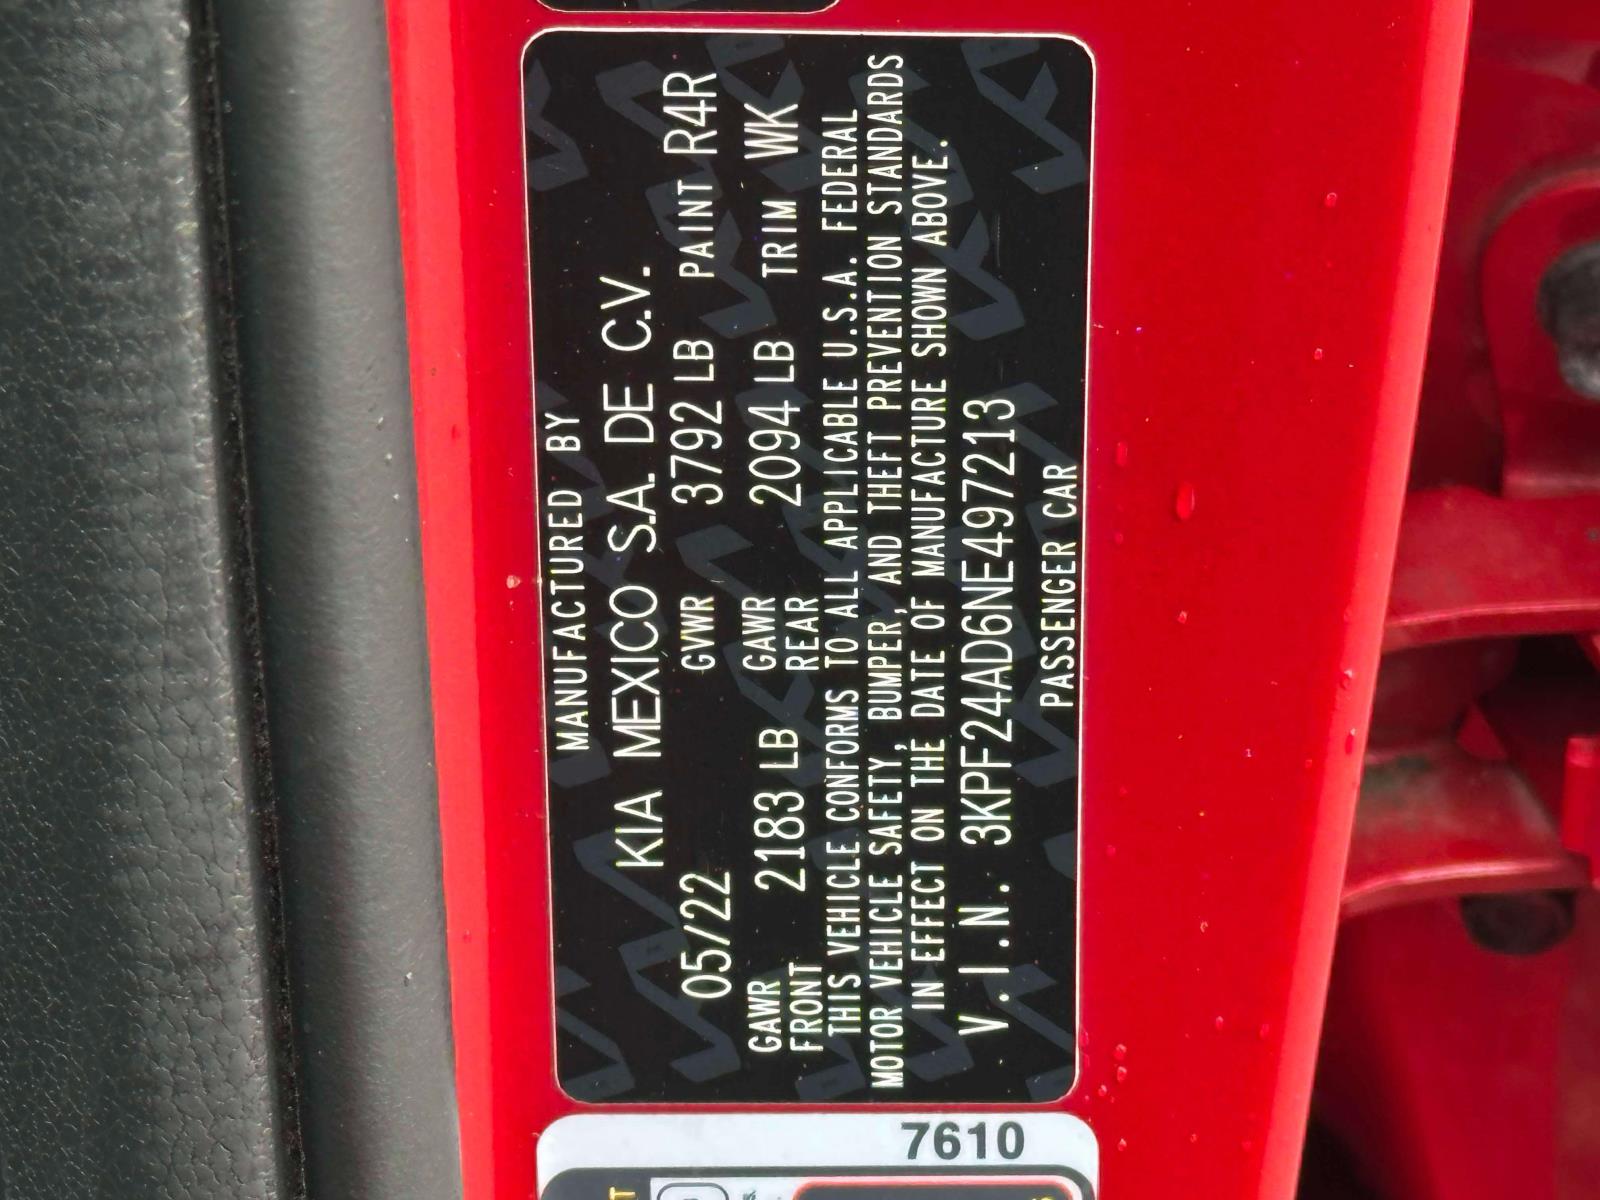 MANUFACTURED BY
KIA MEXICO S.A. DE C.V.
05/22 GVWR 3792 LB PAINT R4R
GAWR FRONT 2183 LB GAWR REAR 2094 LB TRIM WK
THIS VEHICLE CONFORMS TO ALL APPLICABLE U.S.A. FEDERAL
MOTOR VEHICLE SAFETY, BUMPER, AND THEFT PREVENTION STANDARDS
IN EFFECT ON THE DATE OF MANUFACTURE SHOWN ABOVE.
V.I.N. 3KPF24AD6NE497213
PASSENGER CAR
7610